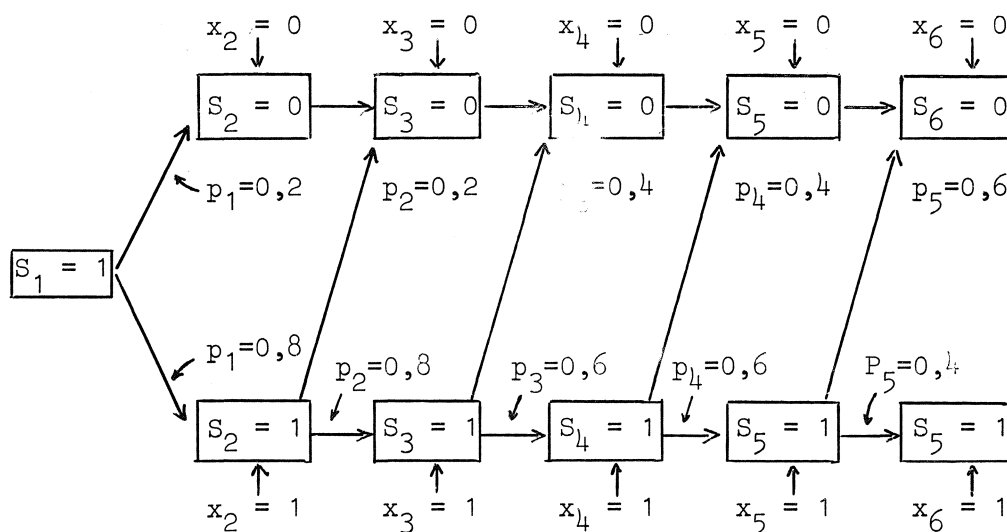 x2 = 0 x3 = 0 x4 = 0 x5 = 0 x6 = 0
S2 = 0 S3 = 0 = 0 S5 = 0 S6 = 0
p1=0,2 p2=0,2 =0,4 p4=0,4 p5=0,6
S1 = 1
p1=0,8 p2=0,8 p3=0,6 p4=0,6 P5=0,4
S2 = 1 S3 = 1 S4 = 1 S5 = 1 S5 = 1
x2 = 1 x3 = 1 x4 = 1 x5 = 1 x6 = 1